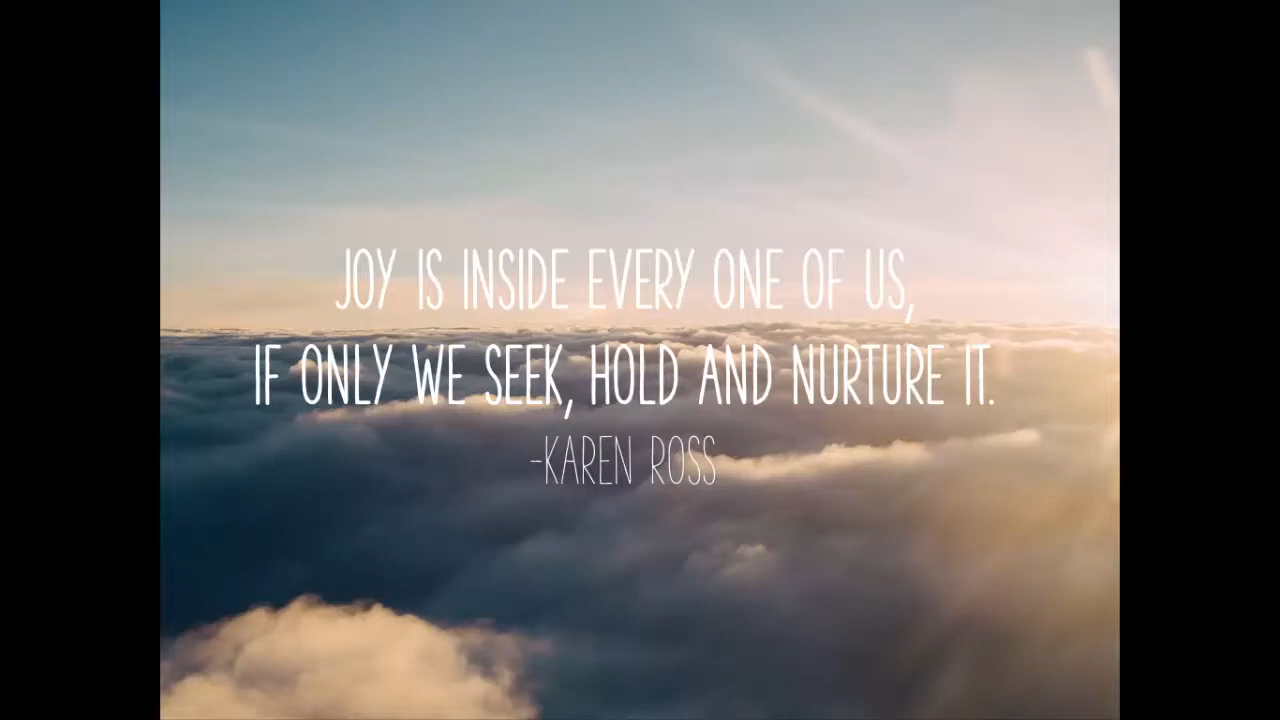 JOY IS INSIDE EVERY ONE OF US,
IF ONLY WE SEEK, HOLD AND NURTURE IT.
-KAREN ROSS